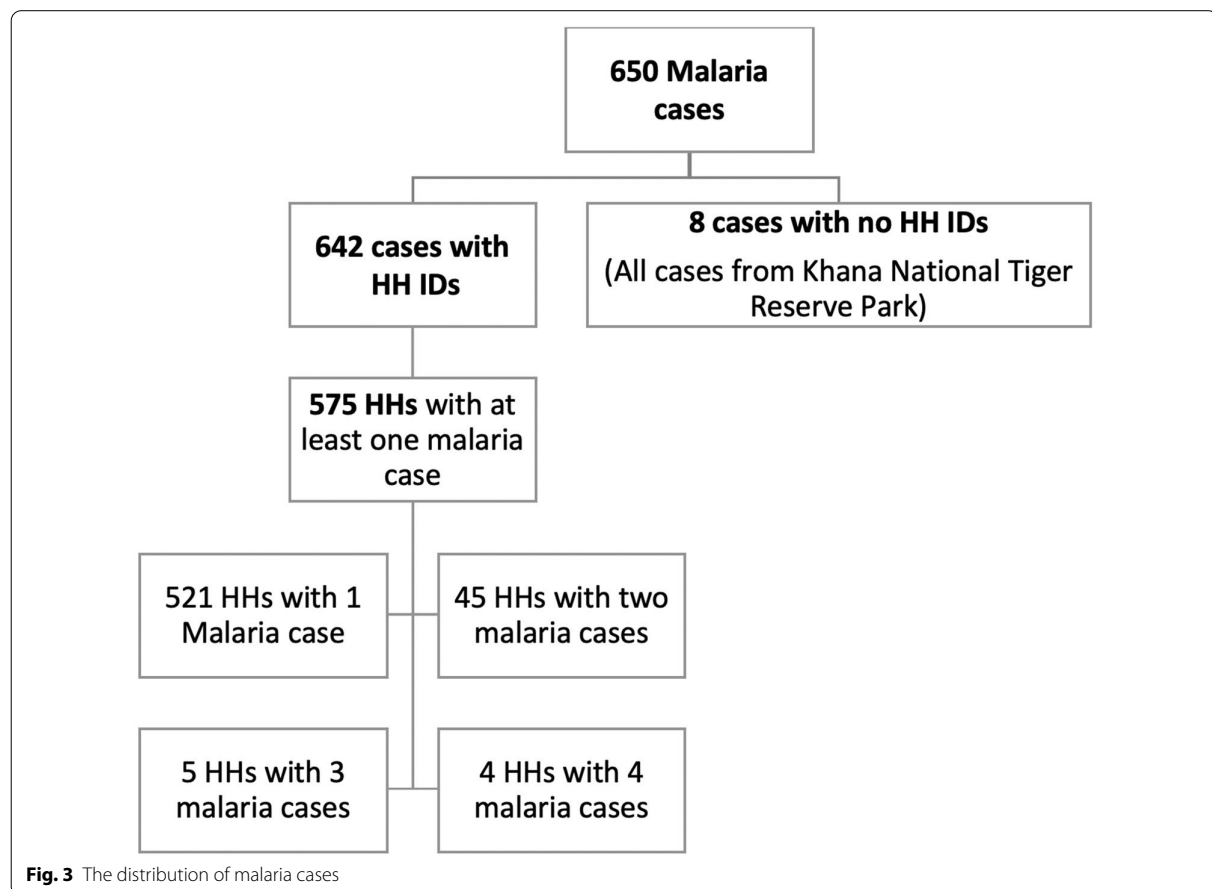 650 Malaria
cases
642 cases with
HH IDs
8 cases with no HH IDs
(All cases from Khana National Tiger
Reserve Park)
575 HHs with at
least one malaria
case
521 HHs with 1
Malaria case
45 HHs with two
malaria cases
5 HHs with 3
malaria cases
4 HHs with 4
malaria cases
Fig. 3 The distribution of malaria cases